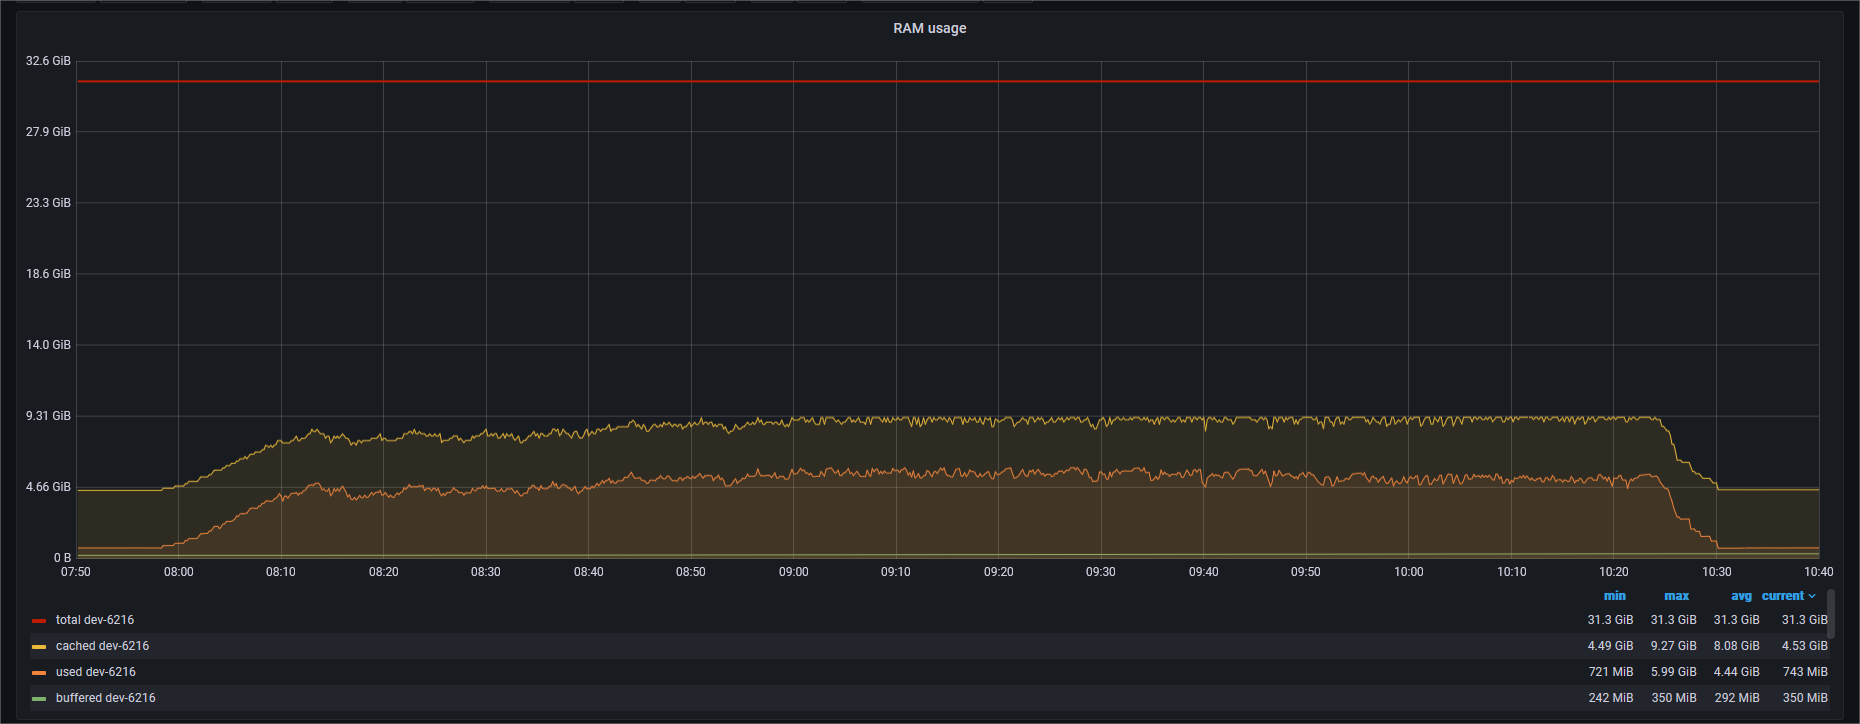 RAM usage
32.6 GiB
27.9 GiB
23.3 GiB
18.6 GiB
14.0 GiB
9.31 GiB
4.66 GiB
0 B
07:50 08:00 08:10 08:20 08:30 08:40 08:50 09:00 09:10 09:20 09:30 09:40 09:50 10:00 10:10 10:20 10:30 10:40
min max avg current
total dev-6216 31.3 GiB 31.3 GiB 31.3 GiB 31.3 GiB
cached dev-6216 4.49 GiB 9.27 GiB 8.08 GiB 4.53 GiB
used dev-6216 721 MiB 5.99 GiB 4.44 GiB 743 MiB
buffered dev-6216 242 MiB 350 MiB 292 MiB 350 MiB